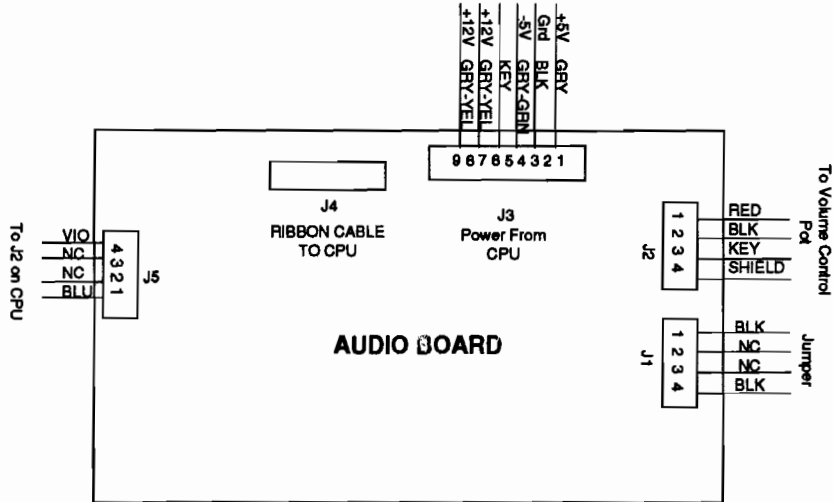 +12V GRY-YEL
+12V GRY-YEL
KEY
-5V GRY-GRN
Grd BLK
+5V GRY
9 8 7 6 5 4 3 2 1
J4
RIBBON CABLE
TO CPU
J3
Power From
CPU
To Volume Control
Pot
RED
BLK
KEY
SHIELD
1 2 3 4
J2
To J2 on CPU
VIO
NC
NC
BLU
4 3 2 1
J5
AUDIO BOARD
BLK
NC
NC
BLK
1 2 3 4
J1
Jumper